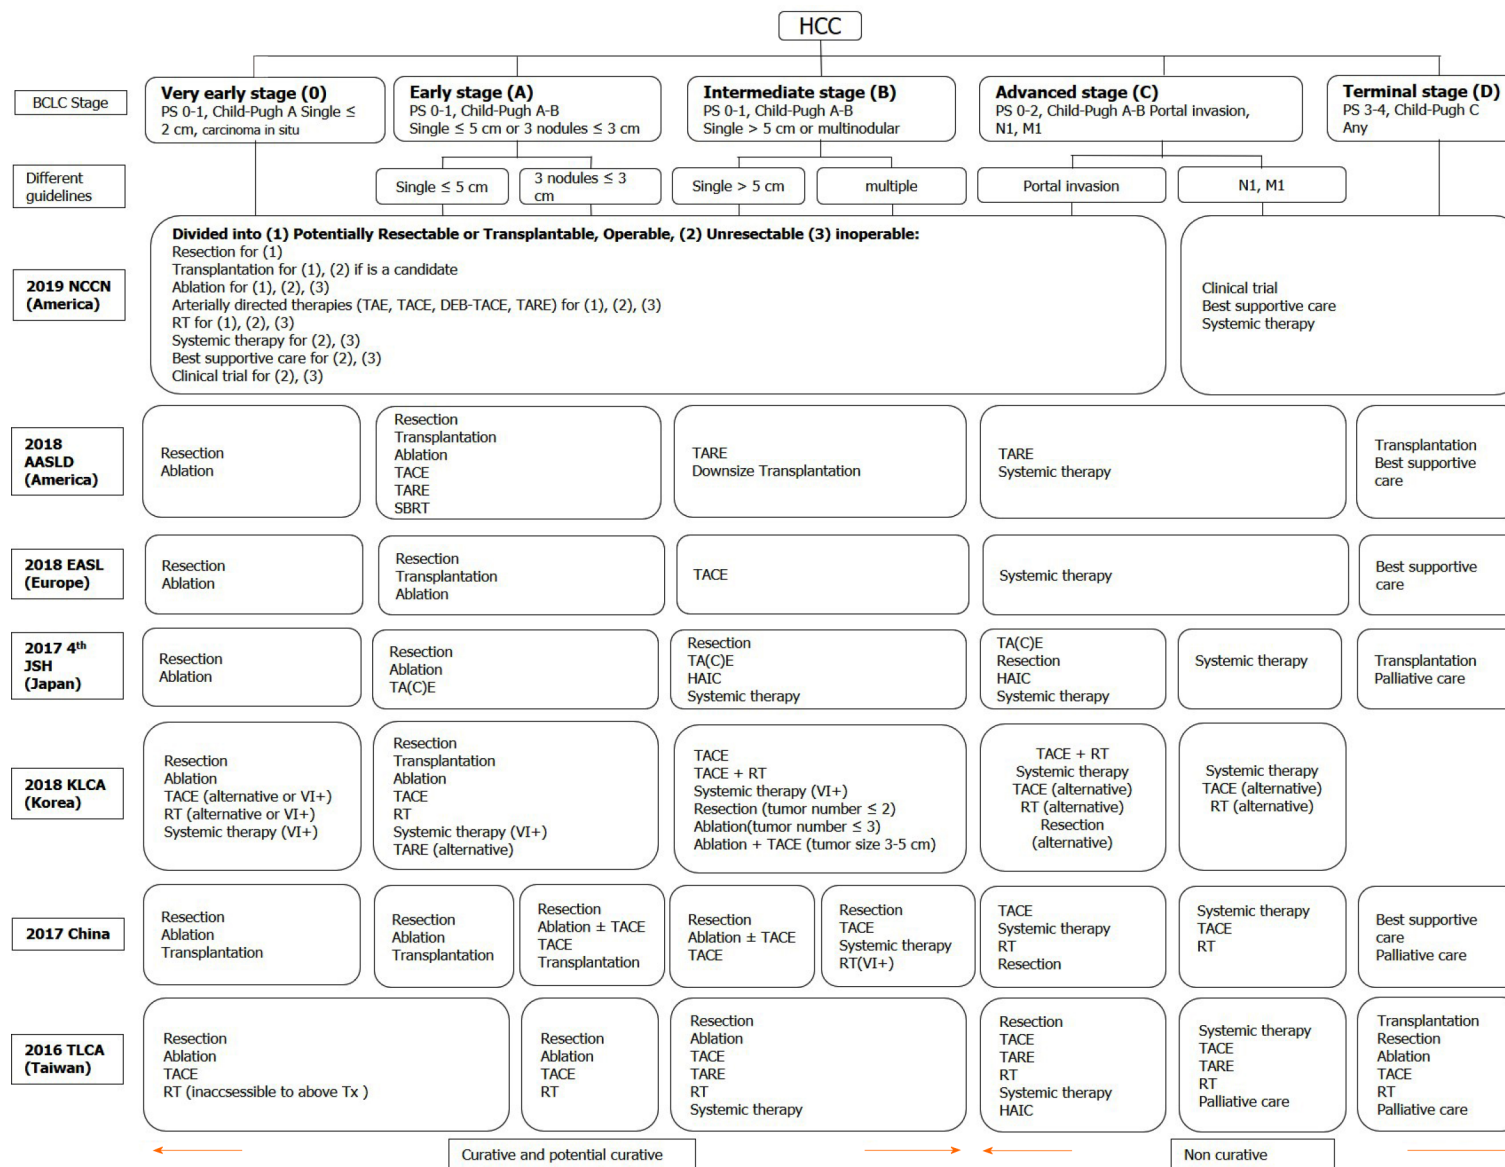 HCC
BCLC Stage
Very early stage (0)
PS 0-1, Child-Pugh A Single ≤
2 cm, carcinoma in situ
Early stage (A)
PS 0-1, Child-Pugh A-B
Single ≤ 5 cm or 3 nodules ≤ 3 cm
Intermediate stage (B)
PS 0-1, Child-Pugh A-B
Single > 5 cm or multinodular
Advanced stage (C)
PS 0-2, Child-Pugh A-B Portal invasion,
N1, M1
Terminal stage (D)
PS 3-4, Child-Pugh C
Any
Different
guidelines
Single ≤ 5 cm
3 nodules ≤ 3
cm
Single > 5 cm
multiple
Portal invasion
N1, M1
2019 NCCN
(America)
Divided into (1) Potentially Resectable or Transplantable, Operable, (2) Unresectable (3) inoperable:
Resection for (1)
Transplantation for (1), (2) if is a candidate
Ablation for (1), (2), (3)
Arterially directed therapies (TAE, TACE, DEB-TACE, TARE) for (1), (2), (3)
RT for (1), (2), (3)
Systemic therapy for (2), (3)
Best supportive care for (2), (3)
Clinical trial for (2), (3)
Clinical trial
Best supportive care
Systemic therapy
2018
AASLD
(America)
Resection
Ablation
Resection
Transplantation
Ablation
TACE
TARE
SBRT
TARE
Downsize Transplantation
TARE
Systemic therapy
Transplantation
Best supportive
care
2018 EASL
(Europe)
Resection
Ablation
Resection
Transplantation
Ablation
TACE
Systemic therapy
Best supportive
care
2017 4th
JSH
(Japan)
Resection
Ablation
Resection
Ablation
TA(C)E
Resection
TA(C)E
HAIC
Systemic therapy
TA(C)E
Resection
HAIC
Systemic therapy
Systemic therapy
Transplantation
Palliative care
2018 KLCA
(Korea)
Resection
Ablation
TACE (alternative or VI+)
RT (alternative or VI+)
Systemic therapy (VI+)
Resection
Transplantation
Ablation
TACE
RT
Systemic therapy (VI+)
TARE (alternative)
TACE
TACE + RT
Systemic therapy (VI+)
Resection (tumor number ≤ 2)
Ablation(tumor number ≤ 3)
Ablation + TACE (tumor size 3-5 cm)
TACE + RT
Systemic therapy
TACE (alternative)
RT (alternative)
Resection
(alternative)
Systemic therapy
TACE (alternative)
RT (alternative)
2017 China
Resection
Ablation
Transplantation
Resection
Ablation
Transplantation
Resection
Ablation ± TACE
TACE
Transplantation
Resection
Ablation ± TACE
TACE
Resection
TACE
Systemic therapy
RT(VI+)
TACE
Systemic therapy
RT
Resection
Systemic therapy
TACE
RT
Best supportive
care
Palliative care
2016 TLCA
(Taiwan)
Resection
Ablation
TACE
RT (inaccsessible to above Tx )
Resection
Ablation
TACE
RT
Resection
Ablation
TACE
TARE
RT
Systemic therapy
Resection
TACE
TARE
RT
Systemic therapy
HAIC
Systemic therapy
TACE
TARE
RT
Palliative care
Transplantation
Resection
Ablation
TACE
RT
Palliative care
Curative and potential curative
Non curative